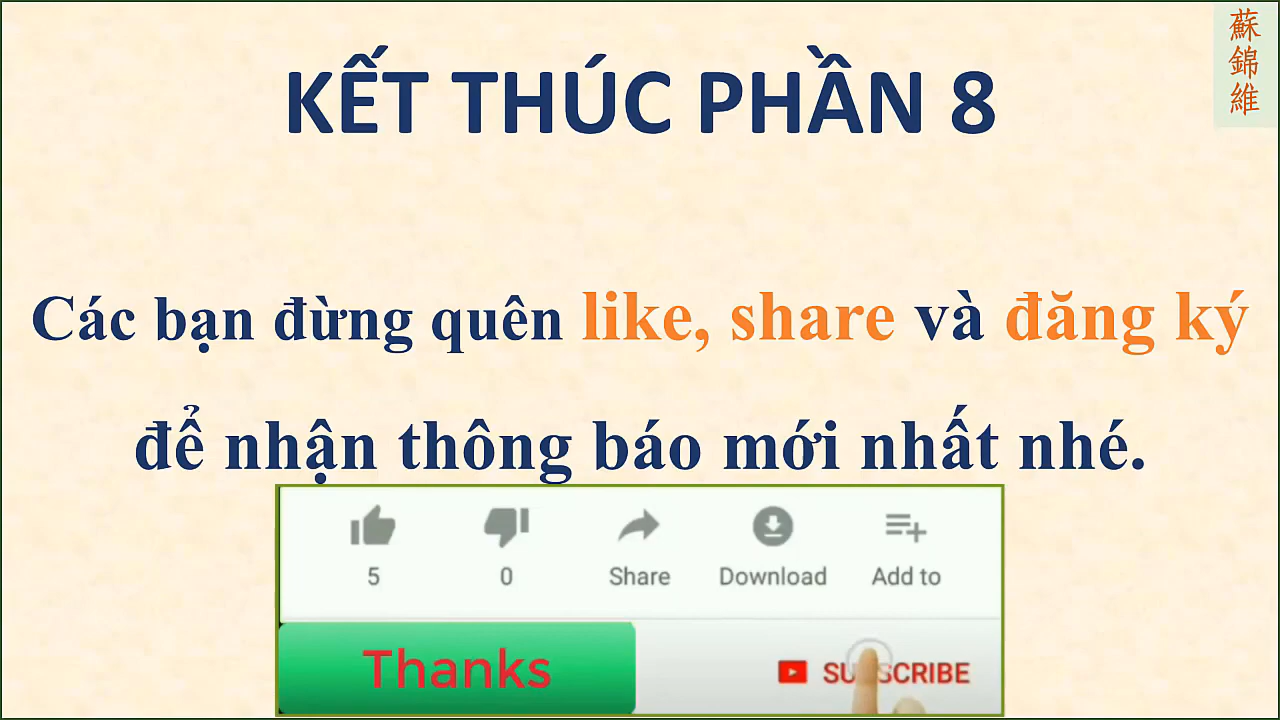 KẾT THÚC PHẦN 8
蘇錦維
Các bạn đừng quên like, share và đăng ký
để nhận thông báo mới nhất nhé.
5 0 Share Download Add to
Thanks